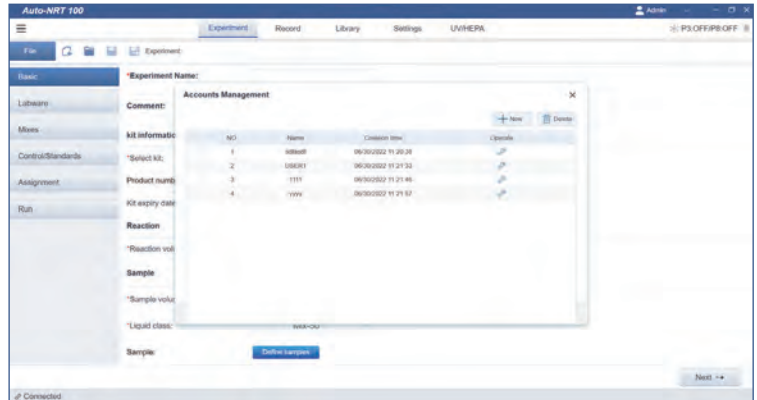 Auto-NRT 100
Admin
Experiment Record Library Settings UV/HEPA P3:OFF/P8:OFF
File Experiment:
Basic
Labware
Mixes
Control/Standards
Assignment
Run
*Experiment Name:
Comment:
kit informatio
*Select kit:
Product numb
Kit expiry date
Reaction
*Reaction vol
Sample
*Sample volu
*Liquid class:
Sample: Define samples
Accounts Management
New Delete
NO. Name Creation time Operate
1 06/30/2022 11:20:28
2 USER1 06/30/2022 11:21:33
3 1111 06/30/2022 11:21:46
4 yyyy 06/30/2022 11:21:57
Next
Connected